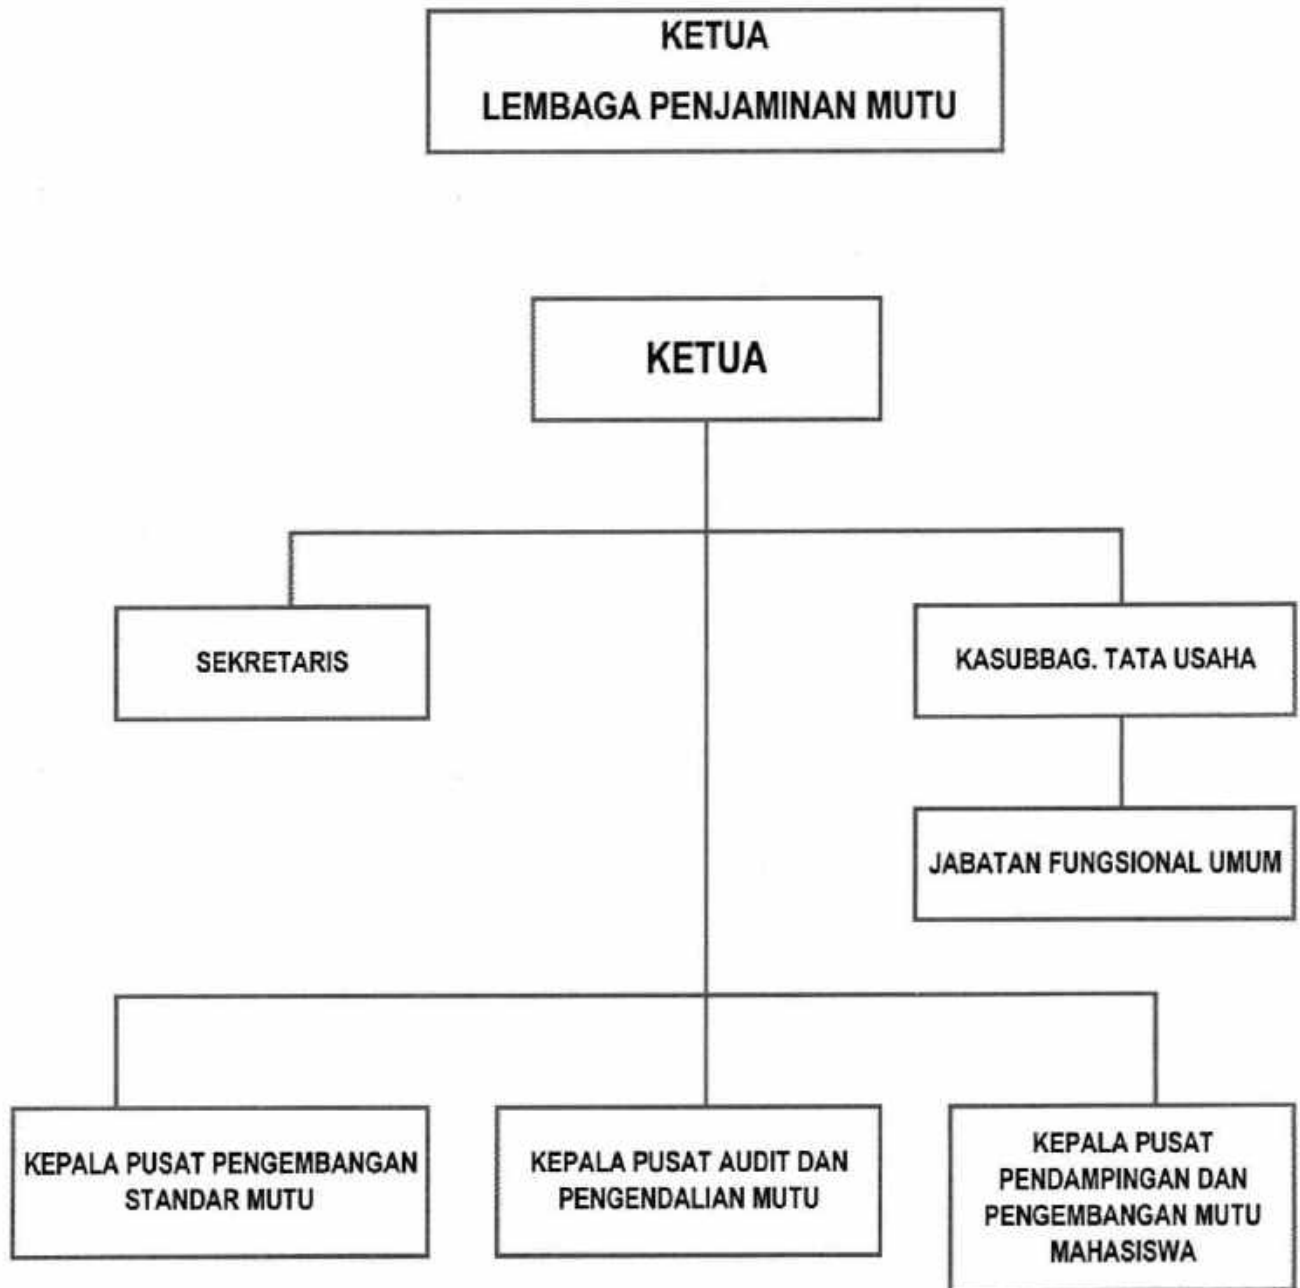 KETUA
LEMBAGA PENJAMINAN MUTU
KETUA
SEKRETARIS
KASUBBAG. TATA USAHA
JABATAN FUNGSIONAL UMUM
KEPALA PUSAT PENGEMBANGAN
STANDAR MUTU
KEPALA PUSAT AUDIT DAN
PENGENDALIAN MUTU
KEPALA PUSAT
PENDAMPINGAN DAN
PENGEMBANGAN MUTU
MAHASISWA